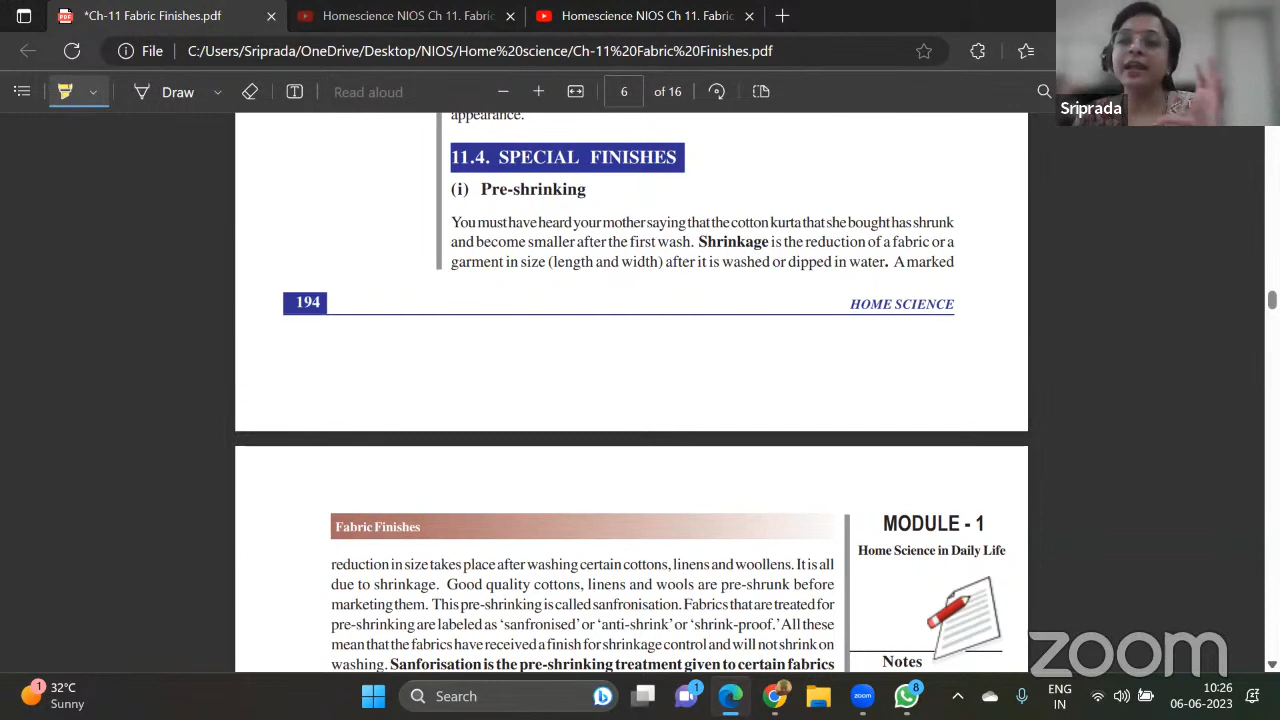 *Ch-11 Fabric Finishes.pdf
Homescience NIOS Ch 11. Fabric
Homescience NIOS Ch 11. Fabric
File
C:/Users/Sriprada/OneDrive/Desktop/NIOS/Home%20science/Ch-11%20Fabric%20Finishes.pdf
Draw
Read aloud
6
of 16
Sriprada
appearance.
11.4. SPECIAL FINISHES
(i) Pre-shrinking
You must have heard your mother saying that the cotton kurta that she bought has shrunk
and become smaller after the first wash. Shrinkage is the reduction of a fabric or a
garment in size (length and width) after it is washed or dipped in water. A marked
194
HOME SCIENCE
Fabric Finishes
MODULE - 1
Home Science in Daily Life
reduction in size takes place after washing certain cottons, linens and woollens. It is all
due to shrinkage. Good quality cottons, linens and wools are pre-shrunk before
marketing them. This pre-shrinking is called sanfronisation. Fabrics that are treated for
pre-shrinking are labeled as 'sanfronised' or 'anti-shrink' or 'shrink-proof.' All these
mean that the fabrics have received a finish for shrinkage control and will not shrink on
washing. Sanforisation is the pre-shrinking treatment given to certain fabrics
Notes
zoom
1
32°C
Sunny
Search
1
zoom
8
ENG
IN
10:26
06-06-2023